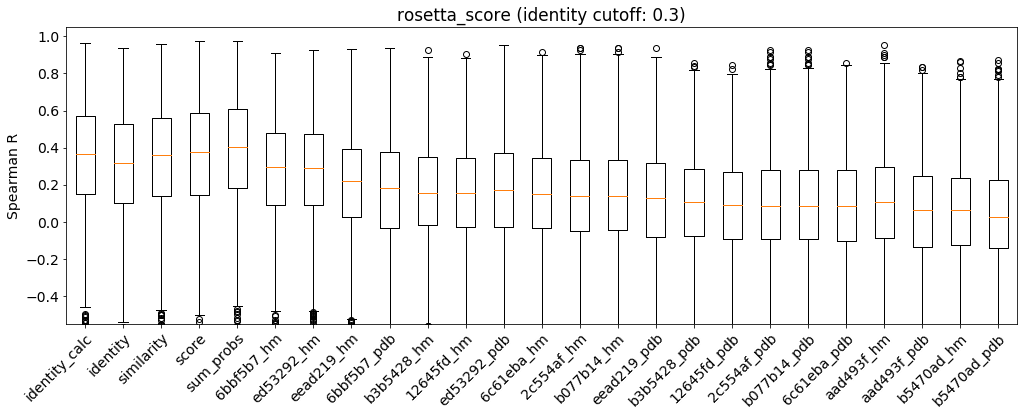 rosetta_score (identity cutoff: 0.3)
Spearman R
1.0
0.8
0.6
0.4
0.2
0.0
−0.2
−0.4
identity_calc
identity
similarity
score
sum_probs
6bbf5b7_hm
ed53292_hm
eead219_hm
6bbf5b7_pdb
b3b5428_hm
12645fd_hm
ed53292_pdb
6c61eba_hm
2c554af_hm
b077b14_hm
eead219_pdb
b3b5428_pdb
12645fd_pdb
2c554af_pdb
b077b14_pdb
6c61eba_pdb
aad493f_hm
aad493f_pdb
b5470ad_hm
b5470ad_pdb